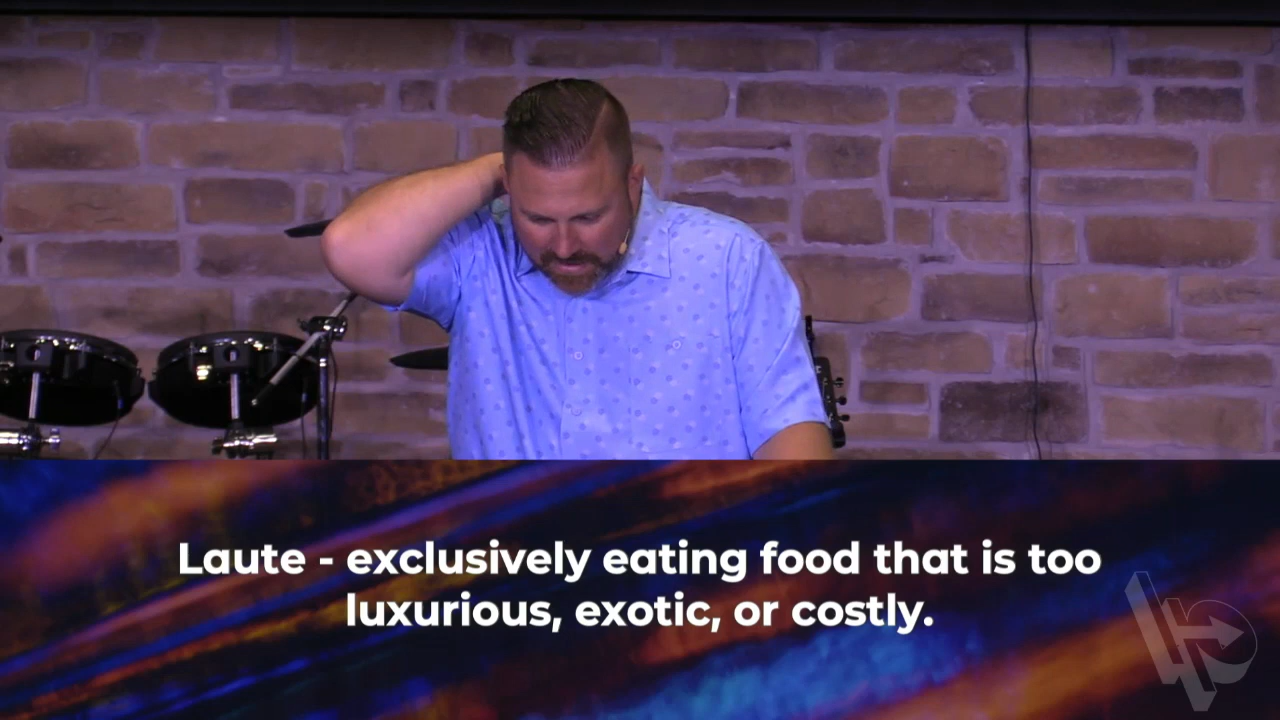 Laute - exclusively eating food that is too
luxurious, exotic, or costly.